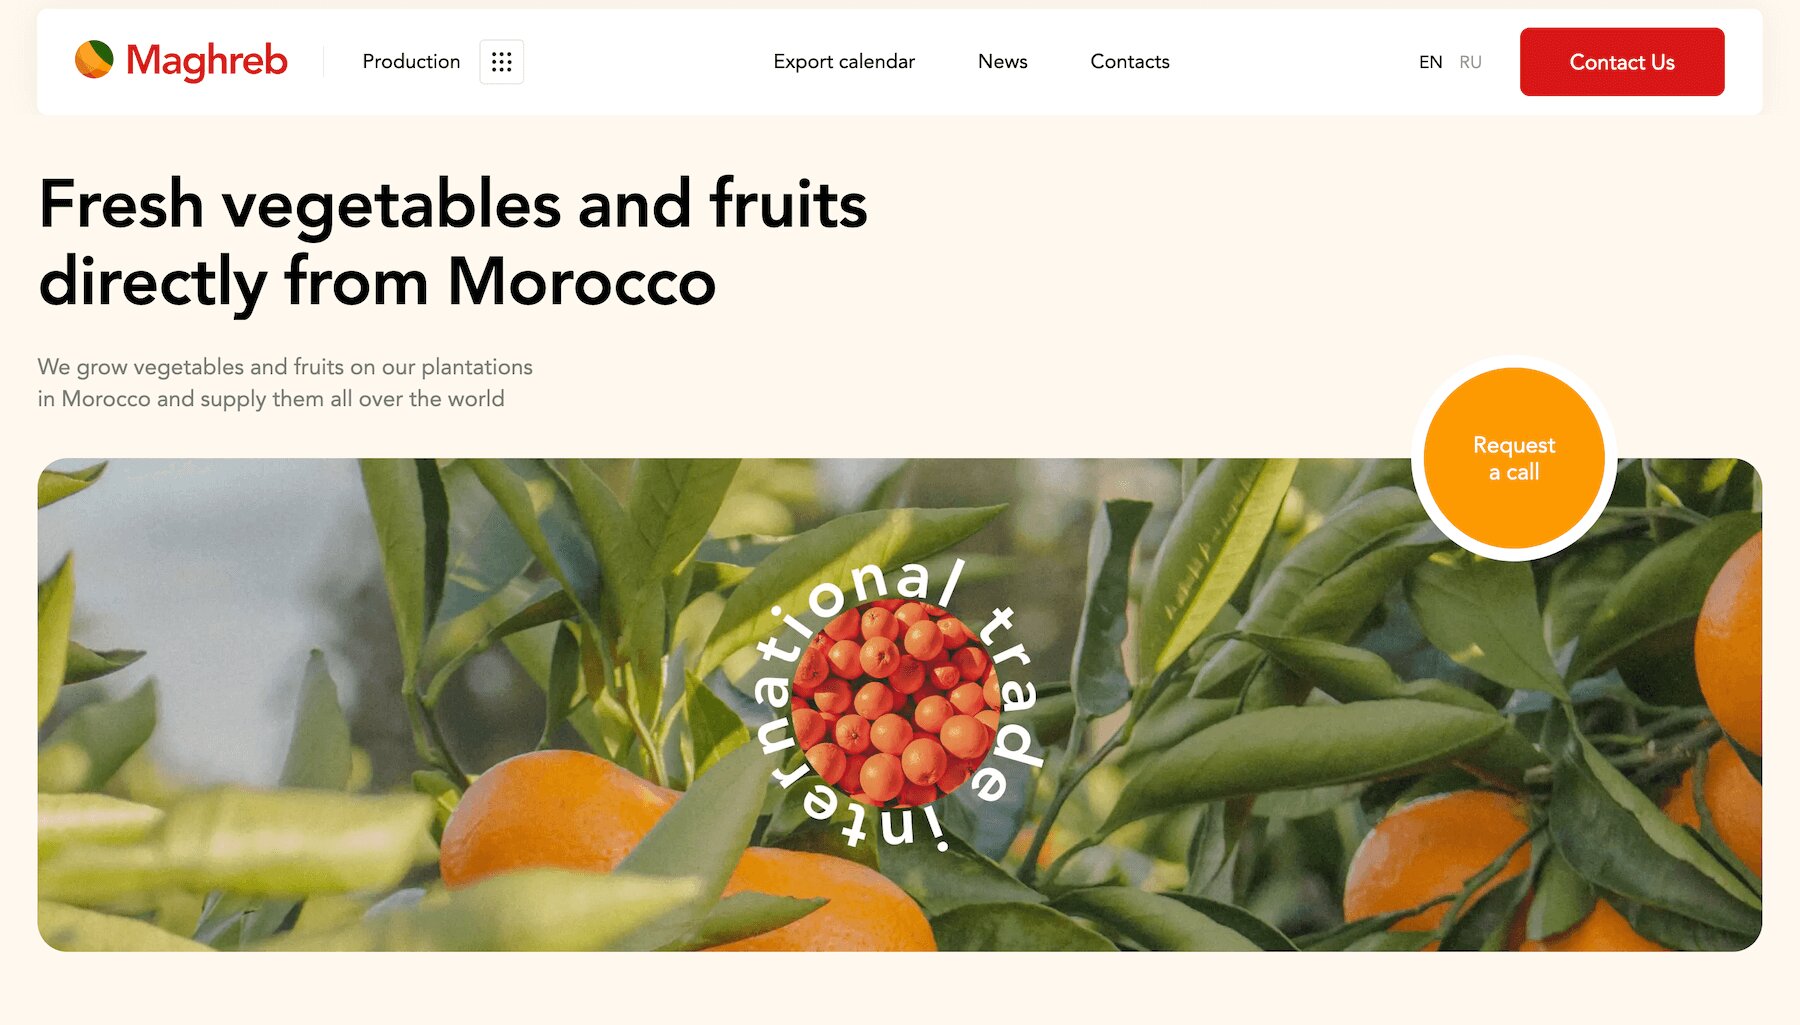 Maghreb
Production
Export calendar
News
Contacts
EN
RU
Contact Us
Fresh vegetables and fruits
directly from Morocco
We grow vegetables and fruits on our plantations
in Morocco and supply them all over the world
Request
a call
international trade